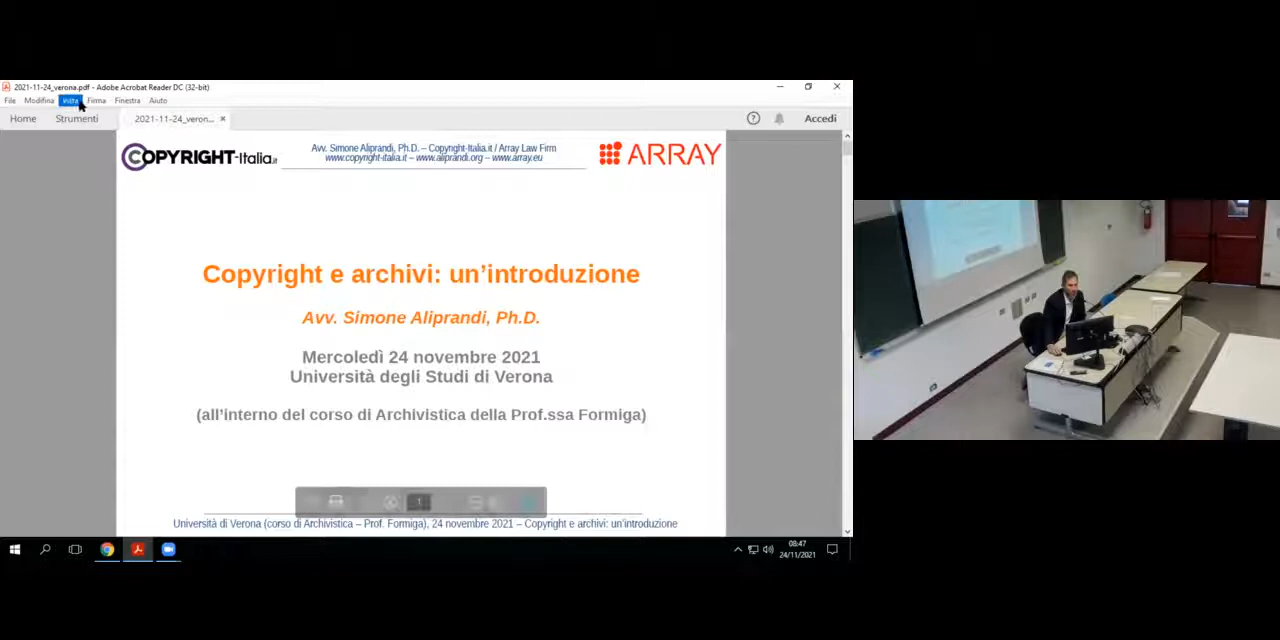 2021-11-24_verona.pdf - Adobe Acrobat Reader DC (32-bit)
File Modifica Vista Firma Finestra Aiuto
Home Strumenti 2021-11-24_veron... × Accedi
COPYRIGHT-Italia.it
Avv. Simone Aliprandi, Ph.D. – Copyright-Italia.it / Array Law Firm
www.copyright-italia.it – www.aliprandi.org – www.array.eu
ARRAY
Copyright e archivi: un’introduzione
Avv. Simone Aliprandi, Ph.D.
Mercoledì 24 novembre 2021
Università degli Studi di Verona
(all’interno del corso di Archivistica della Prof.ssa Formiga)
1
Università di Verona (corso di Archivistica – Prof. Formiga), 24 novembre 2021 – Copyright e archivi: un’introduzione
08:47
24/11/2021